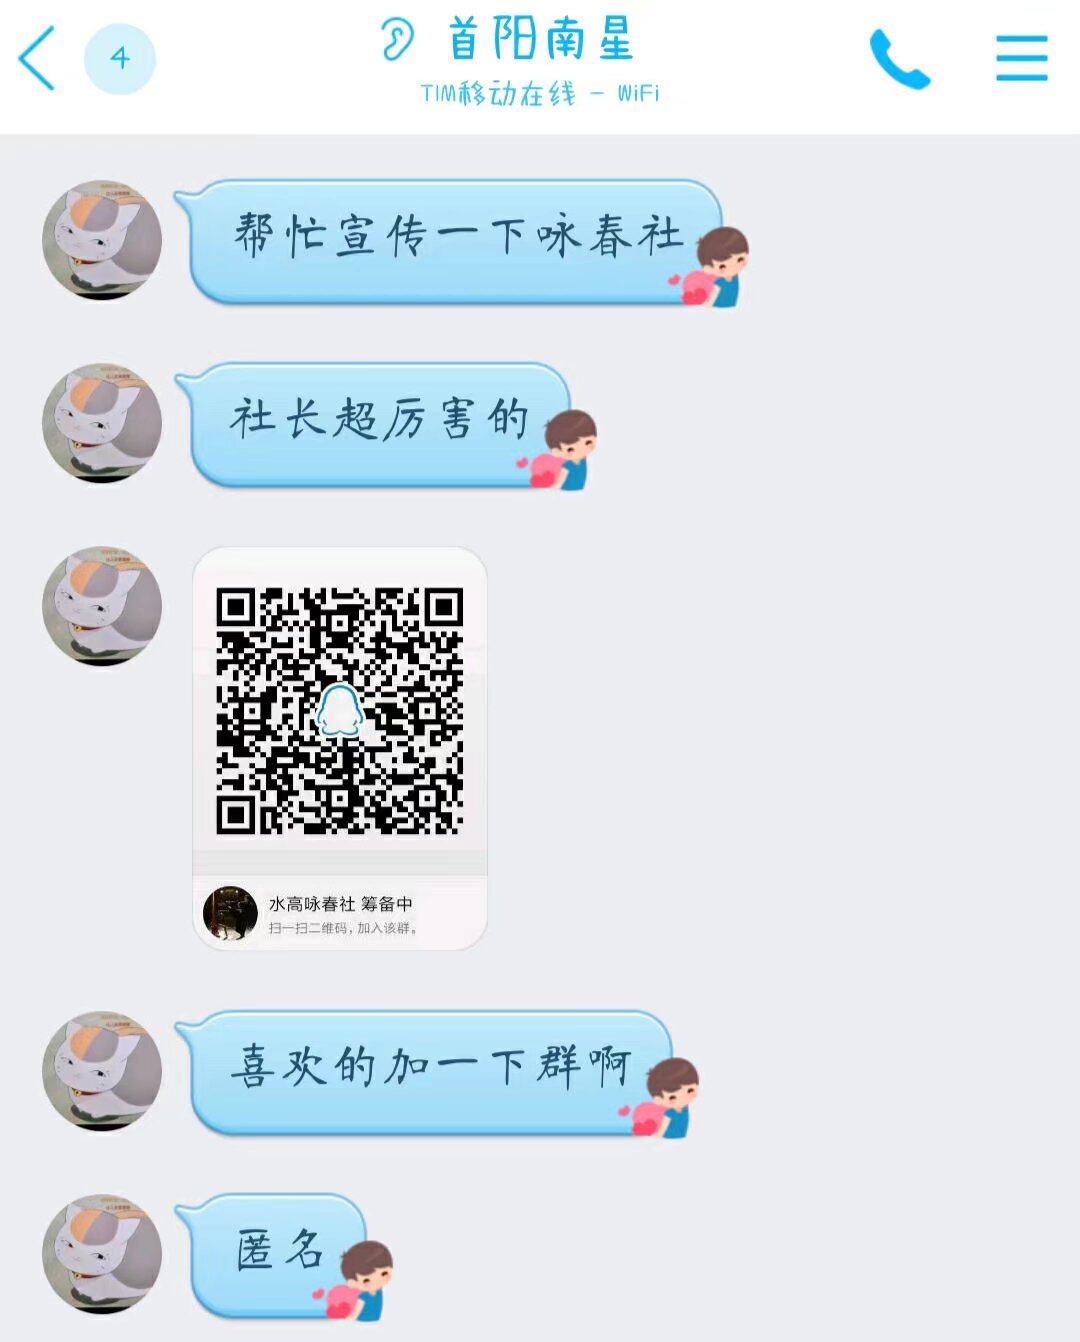 4
首阳南星
TIM移动在线 - WiFi
帮忙宣传一下咏春社
社长超厉害的
水高咏春社 筹备中
扫一扫二维码，加入该群。
喜欢的加一下群啊
匿名